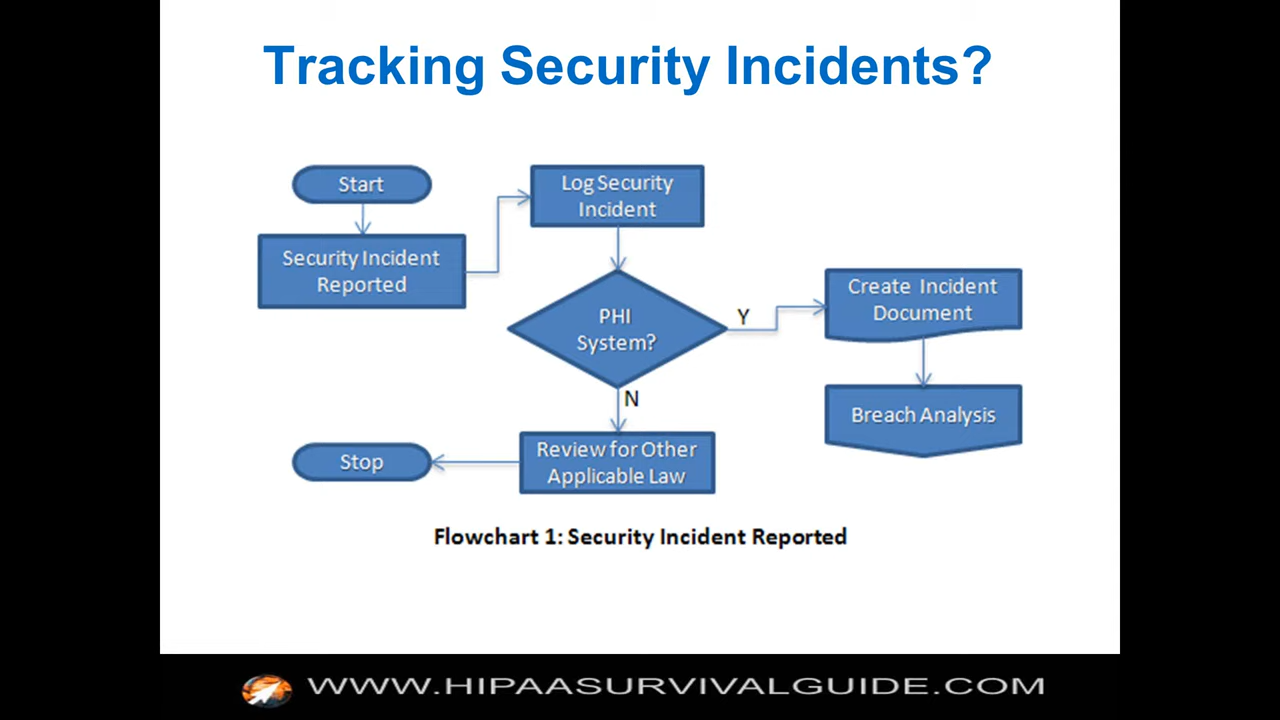 Tracking Security Incidents?
Start
Security Incident
Reported
Log Security
Incident
PHI
System?
Y
Create Incident
Document
Breach Analysis
N
Review for Other
Applicable Law
Stop
Flowchart 1: Security Incident Reported
WWW.HIPAASURVIVALGUIDE.COM